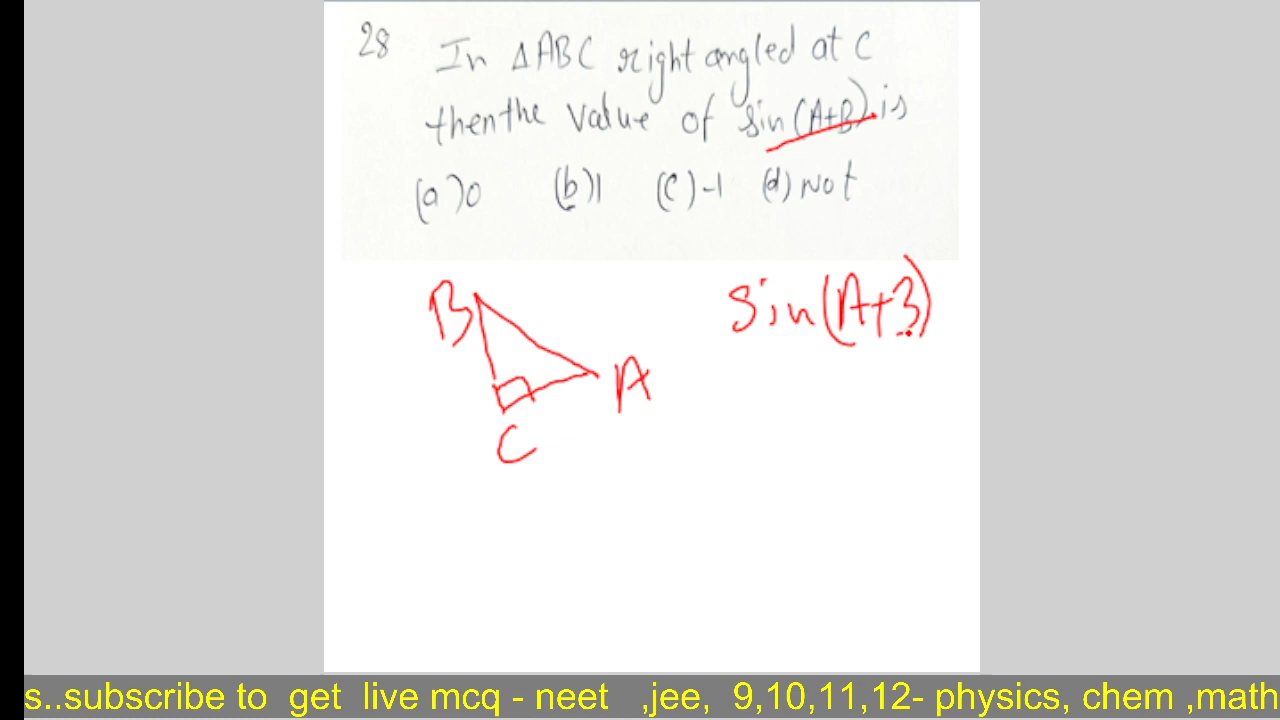 28 In ΔABC right angled at C
then the value of sin(A+B) is
(a) 0 (b) 1 (c) -1 (d) Not
B
sin(A+B)
A
C
s..subscribe to get live mcq - neet ,jee, 9,10,11,12- physics, chem ,math